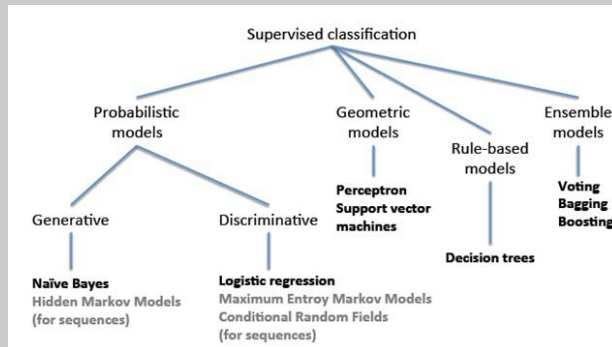 Supervised classification
Probabilistic
models
Geometric
models
Rule-based
models
Ensemble
models
Generative
Discriminative
Perceptron
Support vector
machines
Decision trees
Voting
Bagging
Boosting
Naïve Bayes
Hidden Markov Models
(for sequences)
Logistic regression
Maximum Entroy Markov Models
Conditional Random Fields
(for sequences)